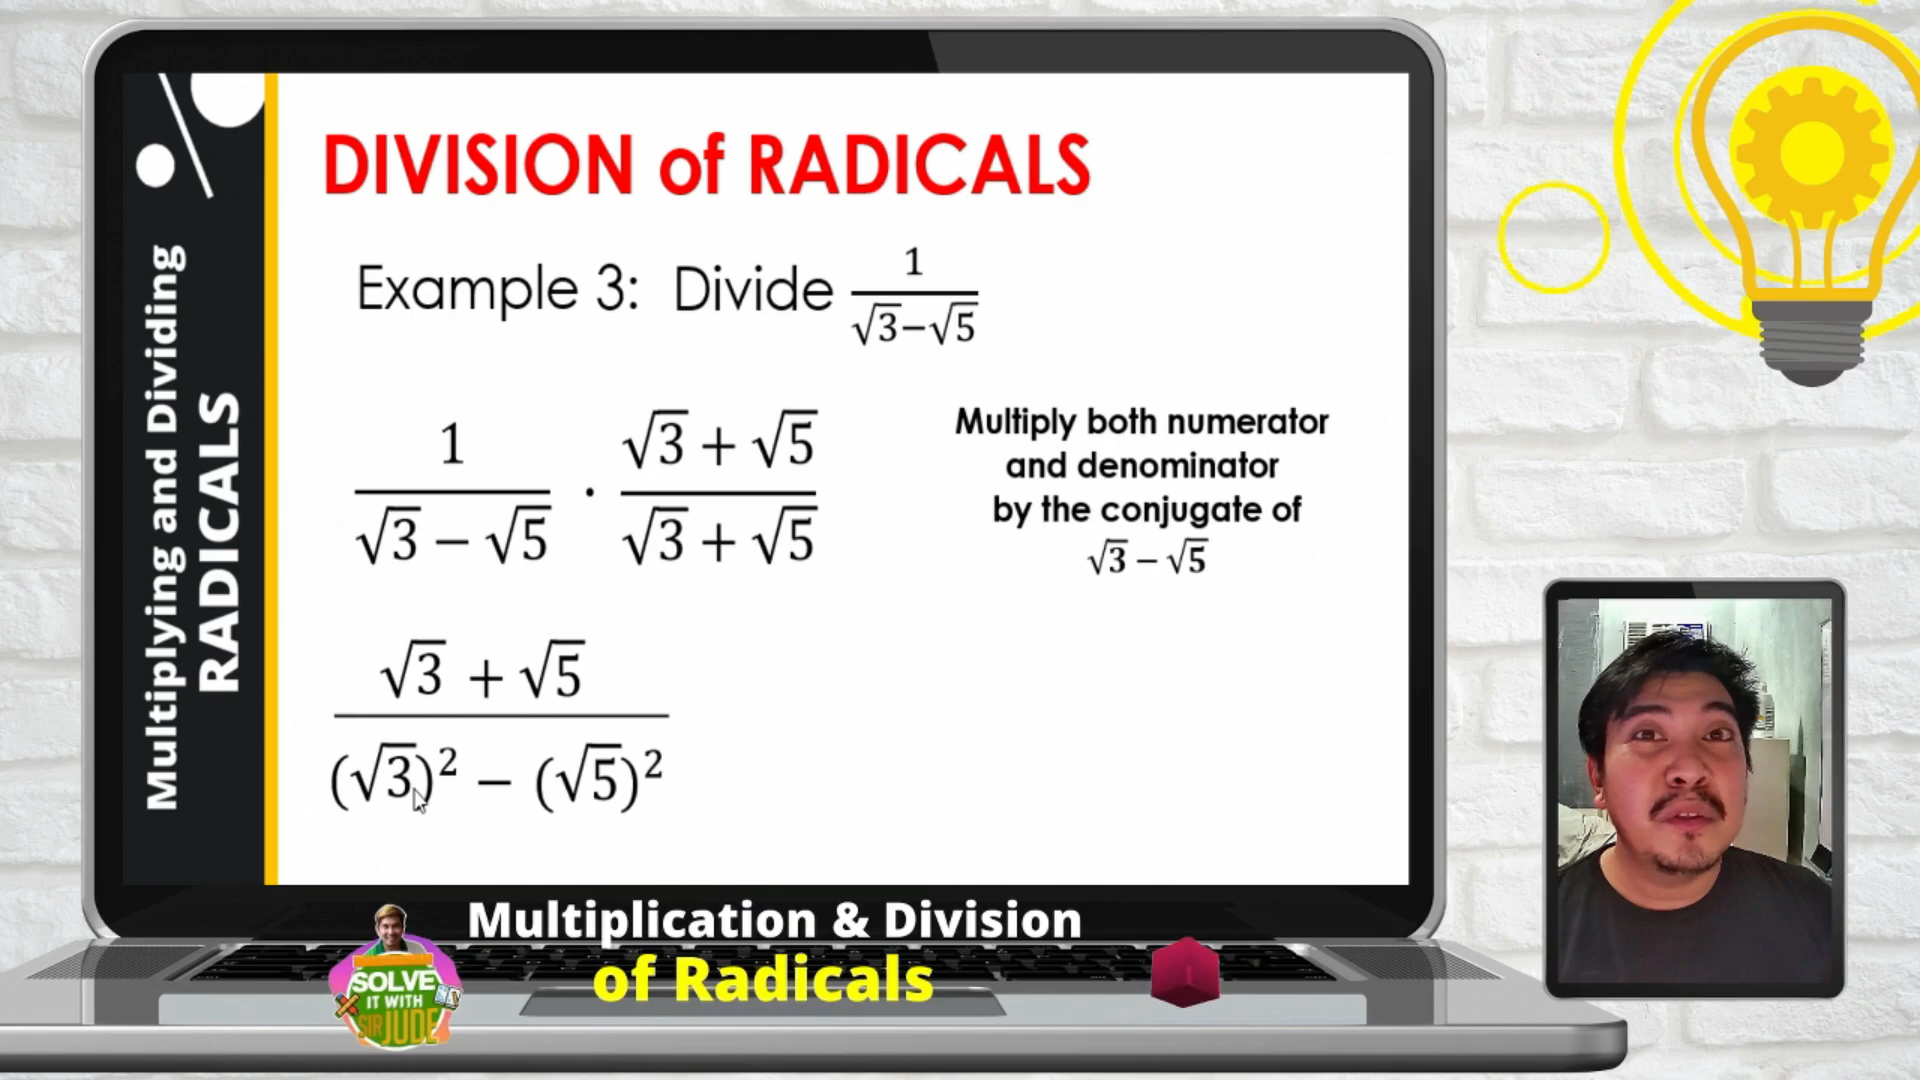 Multiplying and Dividing
RADICALS
DIVISION of RADICALS
Example 3: Divide 1/(√3−√5)
1/(√3 − √5) · (√3 + √5)/(√3 + √5)
Multiply both numerator
and denominator
by the conjugate of
√3 − √5
√3 + √5
(√3)² − (√5)²
Multiplication & Division
of Radicals
SOLVE
IT WITH
SIR JUDE